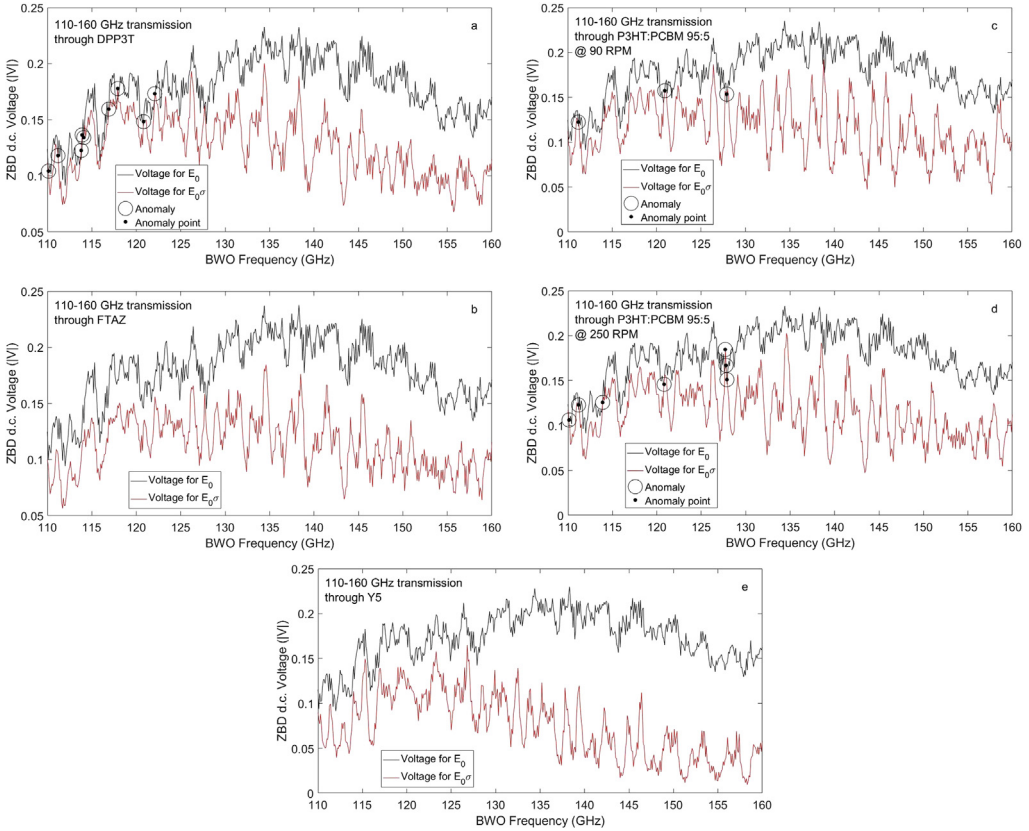 110-160 GHz transmission
through DPP3T
a
ZBD d.c. Voltage (|V|)
0.25
0.2
0.15
0.1
0.05
Voltage for E0
Voltage for E0σ
Anomaly
Anomaly point
110 115 120 125 130 135 140 145 150 155 160
BWO Frequency (GHz)
110-160 GHz transmission
through P3HT:PCBM 95:5
@ 90 RPM
c
ZBD d.c. Voltage (|V|)
0.25
0.2
0.15
0.1
0.05
0
Voltage for E0
Voltage for E0σ
Anomaly
Anomaly point
110 115 120 125 130 135 140 145 150 155 160
BWO Frequency (GHz)
110-160 GHz transmission
through FTAZ
b
ZBD d.c. Voltage (|V|)
0.25
0.2
0.15
0.1
0.05
Voltage for E0
Voltage for E0σ
110 115 120 125 130 135 140 145 150 155 160
BWO Frequency (GHz)
110-160 GHz transmission
through P3HT:PCBM 95:5
@ 250 RPM
d
ZBD d.c. Voltage (|V|)
0.25
0.2
0.15
0.1
0.05
0
Voltage for E0
Voltage for E0σ
Anomaly
Anomaly point
110 115 120 125 130 135 140 145 150 155 160
BWO Frequency (GHz)
110-160 GHz transmission
through Y5
e
ZBD d.c. Voltage (|V|)
0.25
0.2
0.15
0.1
0.05
0
Voltage for E0
Voltage for E0σ
110 115 120 125 130 135 140 145 150 155 160
BWO Frequency (GHz)